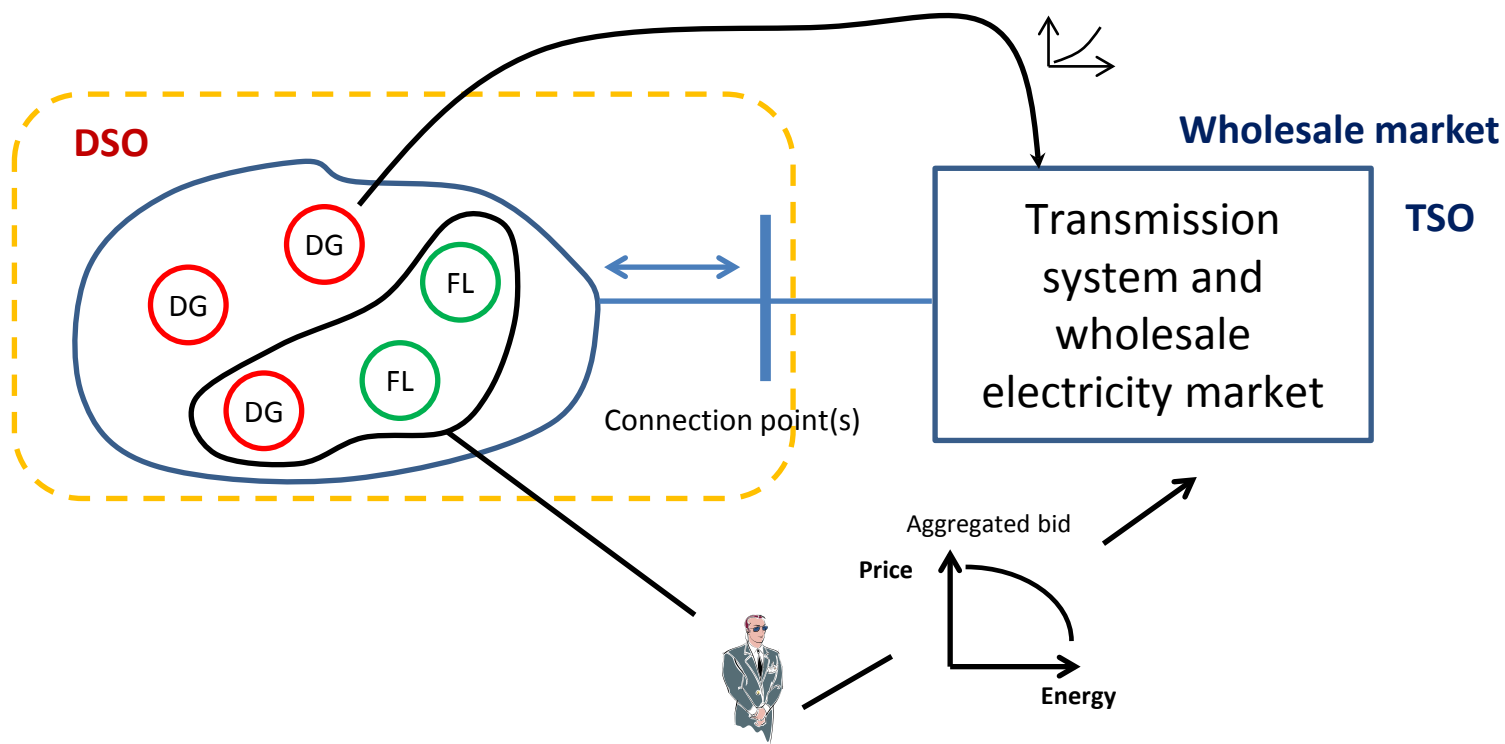 DSO
Wholesale market
TSO
DG
DG
FL
FL
DG
Connection point(s)
Transmission
system and
wholesale
electricity market
Aggregated bid
Price
Energy